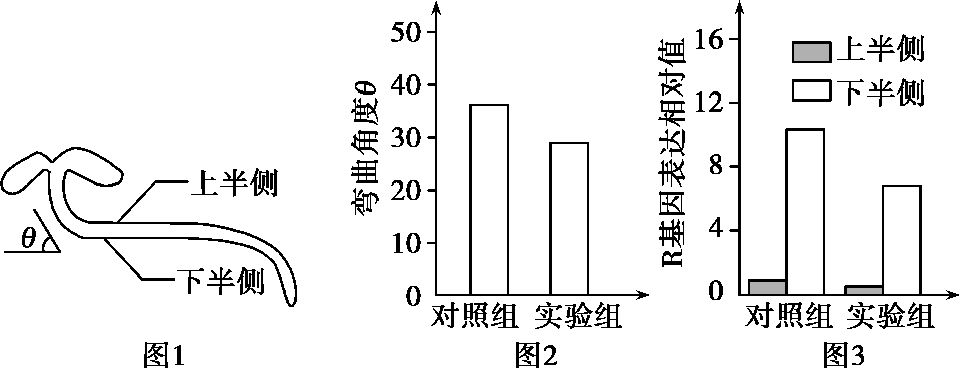 上半侧
θ
下半侧
图1
弯曲角度θ
50
40
30
20
10
0
对照组 实验组
图2
R基因表达相对值
16
12
8
4
0
上半侧
下半侧
对照组 实验组
图3